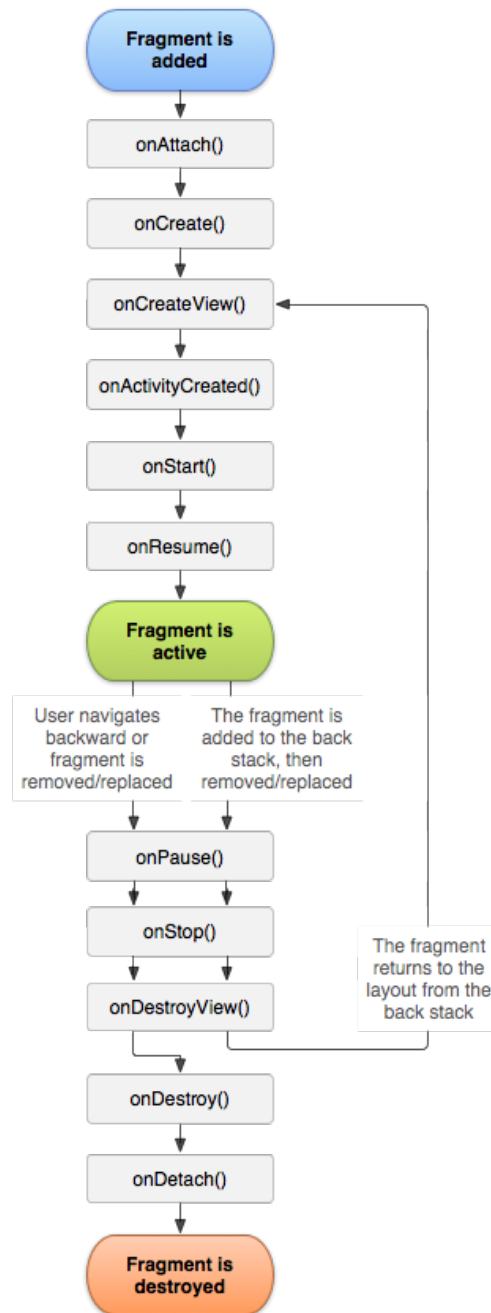 Fragment is
added
onAttach()
onCreate()
onCreateView()
onActivityCreated()
onStart()
onResume()
Fragment is
active
User navigates
backward or
fragment is
removed/replaced
The fragment is
added to the back
stack, then
removed/replaced
onPause()
onStop()
onDestroyView()
The fragment
returns to the
layout from the
back stack
onDestroy()
onDetach()
Fragment is
destroyed